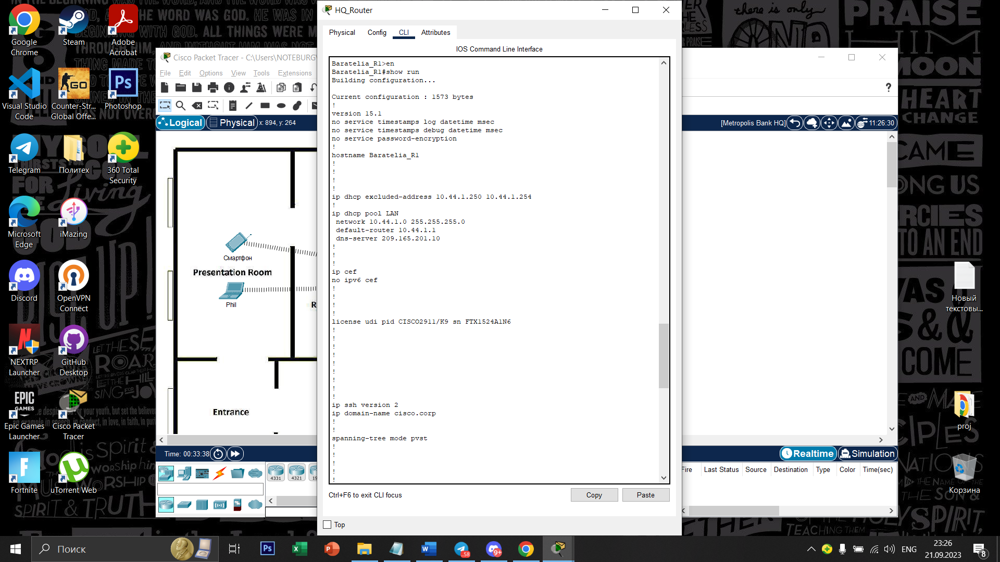 Google Chrome
Steam
Adobe Acrobat
Visual Studio Code
Counter-Str... Global Offe...
Photoshop
Telegram
Политех
360 Total Security
Microsoft Edge
iMazing
Discord
OpenVPN Connect
NEXTRP Launcher
GitHub Desktop
Epic Games Launcher
Cisco Packet Tracer
Fortnite
uTorrent Web
Cisco Packet Tracer - C:\Users\NOTEBURG\
File Edit Options View Tools Extensions
Logical
Physical
x: 894, y: 264
[Metropolis Bank HQ]
11:26:30
Смартфон
Presentation Room
Phil
R
Entrance
Time: 00:33:38
Realtime
Simulation
4331
4321
19
Fire
Last Status
Source
Destination
Type
Color
Time(sec)
HQ_Router
Physical
Config
CLI
Attributes
IOS Command Line Interface
Baratelia_R1>en
Baratelia_R1#show run
Building configuration...
Current configuration : 1573 bytes
!
version 15.1
no service timestamps log datetime msec
no service timestamps debug datetime msec
no service password-encryption
!
hostname Baratelia_R1
!
!
!
!
ip dhcp excluded-address 10.44.1.250 10.44.1.254
!
ip dhcp pool LAN
network 10.44.1.0 255.255.255.0
default-router 10.44.1.1
dns-server 209.165.201.10
!
!
!
ip cef
no ipv6 cef
!
!
!
!
license udi pid CISCO2911/K9 sn FTX1524A1N6
!
!
!
!
!
!
!
!
!
ip ssh version 2
ip domain-name cisco.corp
!
!
spanning-tree mode pvst
!
!
!
!
!
Ctrl+F6 to exit CLI focus
Copy
Paste
Top
Новый текстовы...
proj
Корзина
Поиск
ENG
23:26
21.09.2023
8